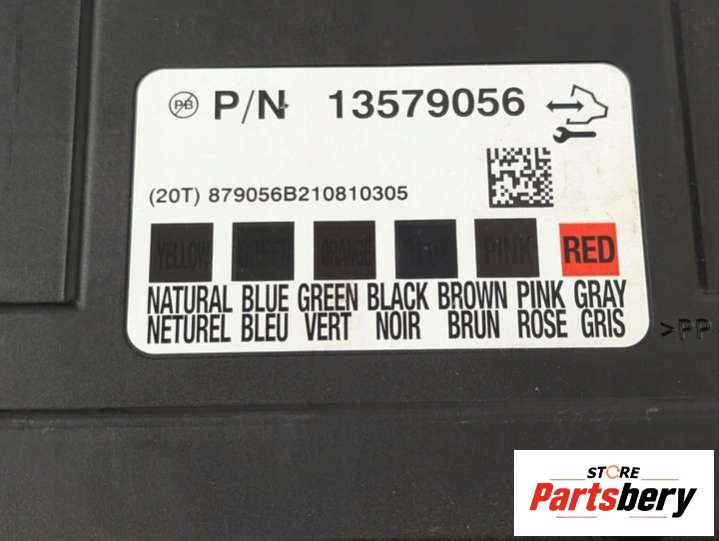 PB P/N 13579056
(20T) 879056B210810305
YELLOW ORANGE PINK RED
NATURAL BLUE GREEN BLACK BROWN PINK GRAY
NETUREL BLEU VERT NOIR BRUN ROSE GRIS
>PP
STORE
Partsbery